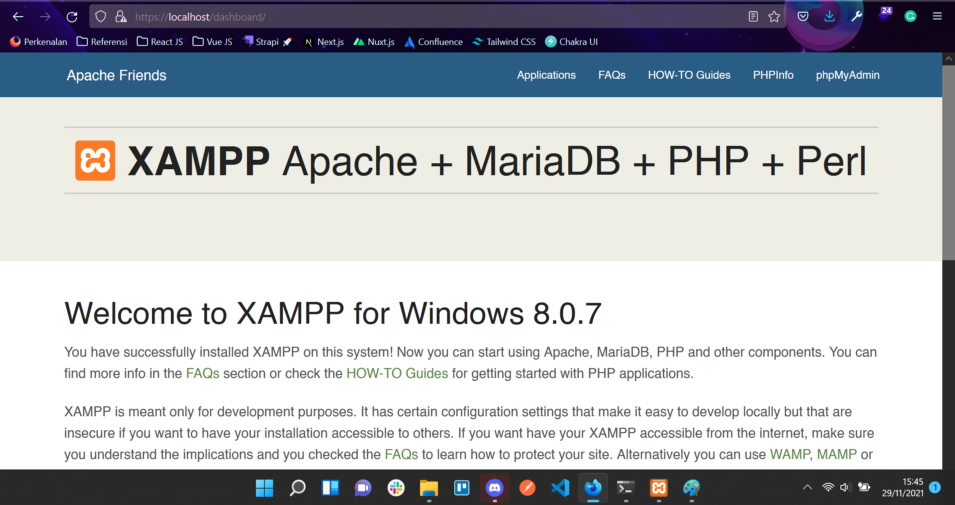 https://localhost/dashboard/
24
Perkenalan Referensi React JS Vue JS Strapi 🚀 Next.js Nuxt.js Confluence Tailwind CSS Chakra UI
Apache Friends Applications FAQs HOW-TO Guides PHPInfo phpMyAdmin
XAMPP Apache + MariaDB + PHP + Perl
Welcome to XAMPP for Windows 8.0.7
You have successfully installed XAMPP on this system! Now you can start using Apache, MariaDB, PHP and other components. You can
find more info in the FAQs section or check the HOW-TO Guides for getting started with PHP applications.
XAMPP is meant only for development purposes. It has certain configuration settings that make it easy to develop locally but that are
insecure if you want to have your installation accessible to others. If you want have your XAMPP accessible from the internet, make sure
you understand the implications and you checked the FAQs to learn how to protect your site. Alternatively you can use WAMP, MAMP or
15:45
29/11/2021
1